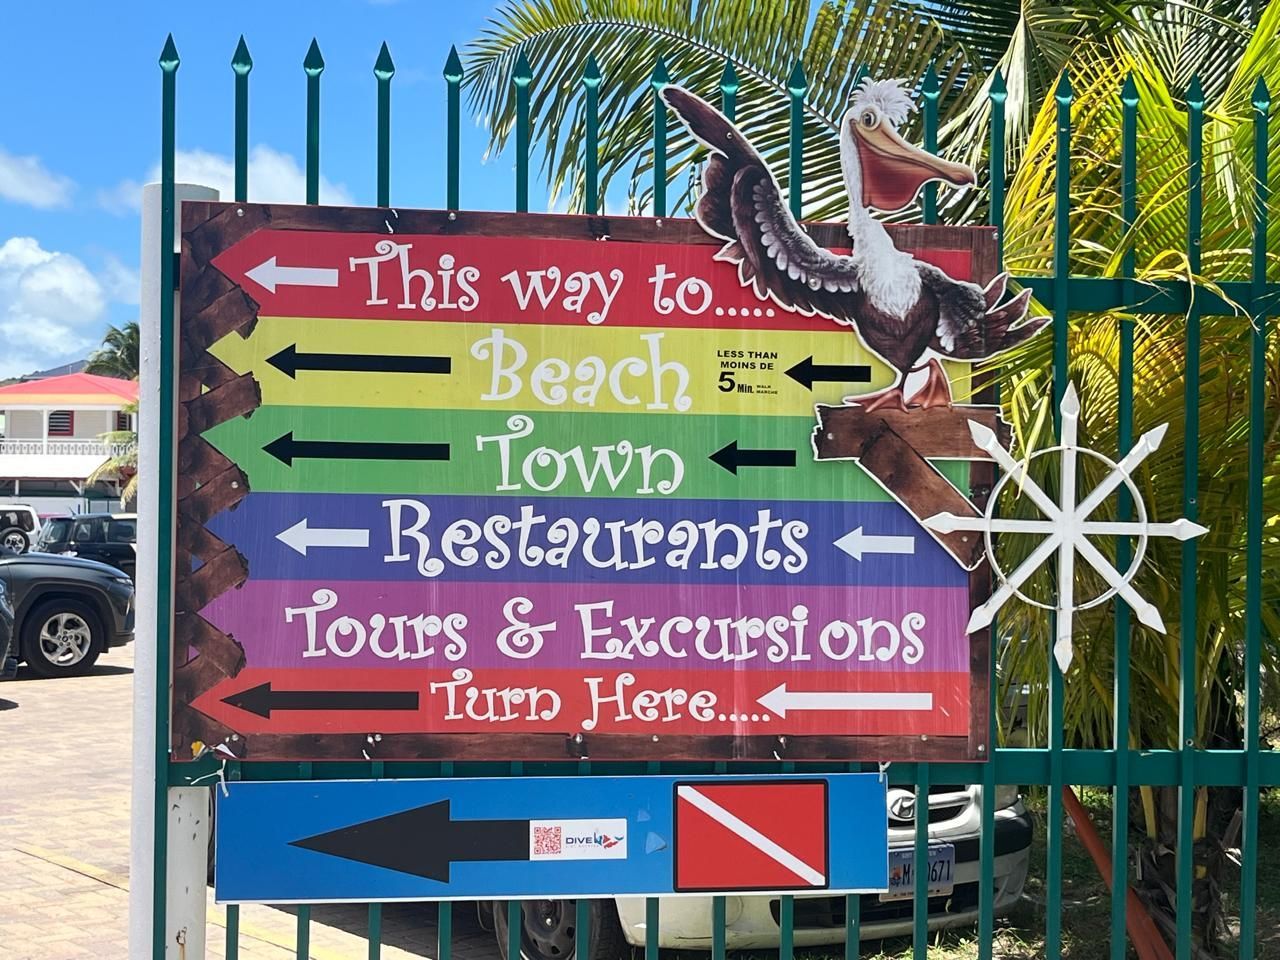 This way to.....
Beach
LESS THAN
MOINS DE
5 Min. WALK
MARCHE
Town
Restaurants
Tours & Excursions
Turn Here.....
DIVE